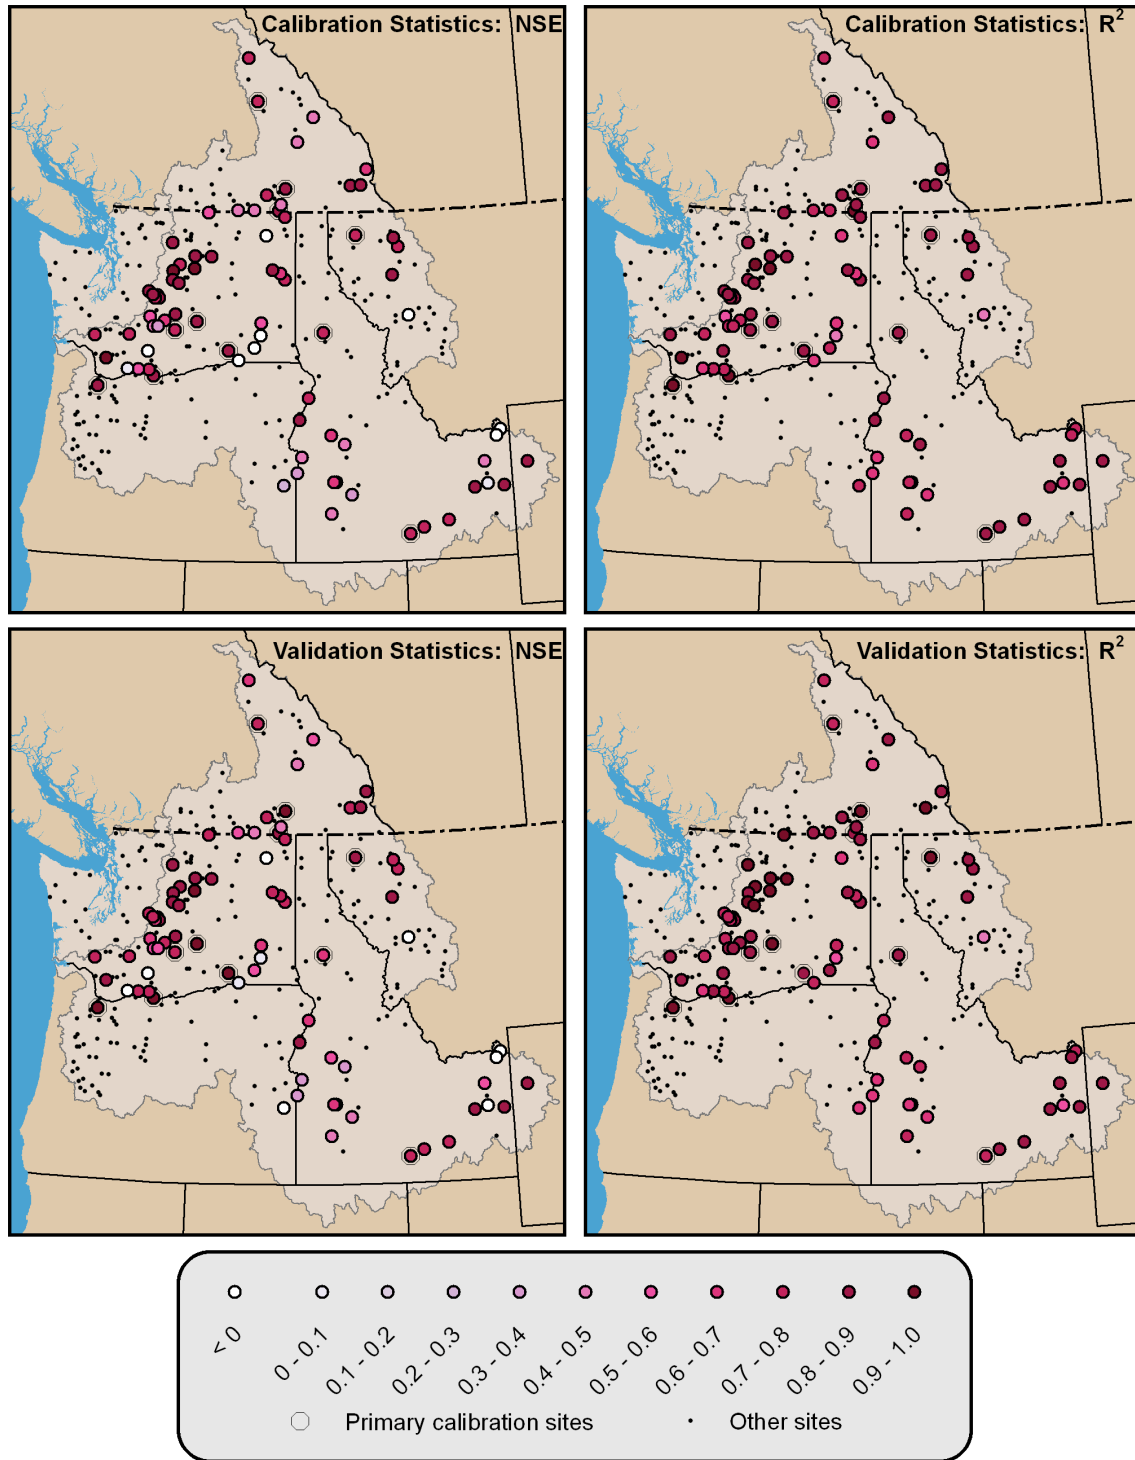 Calibration Statistics: NSE
Calibration Statistics: R²
Validation Statistics: NSE
Validation Statistics: R²
< 0
0 - 0.1
0.1 - 0.2
0.2 - 0.3
0.3 - 0.4
0.4 - 0.5
0.5 - 0.6
0.6 - 0.7
0.7 - 0.8
0.8 - 0.9
0.9 - 1.0
Primary calibration sites
Other sites